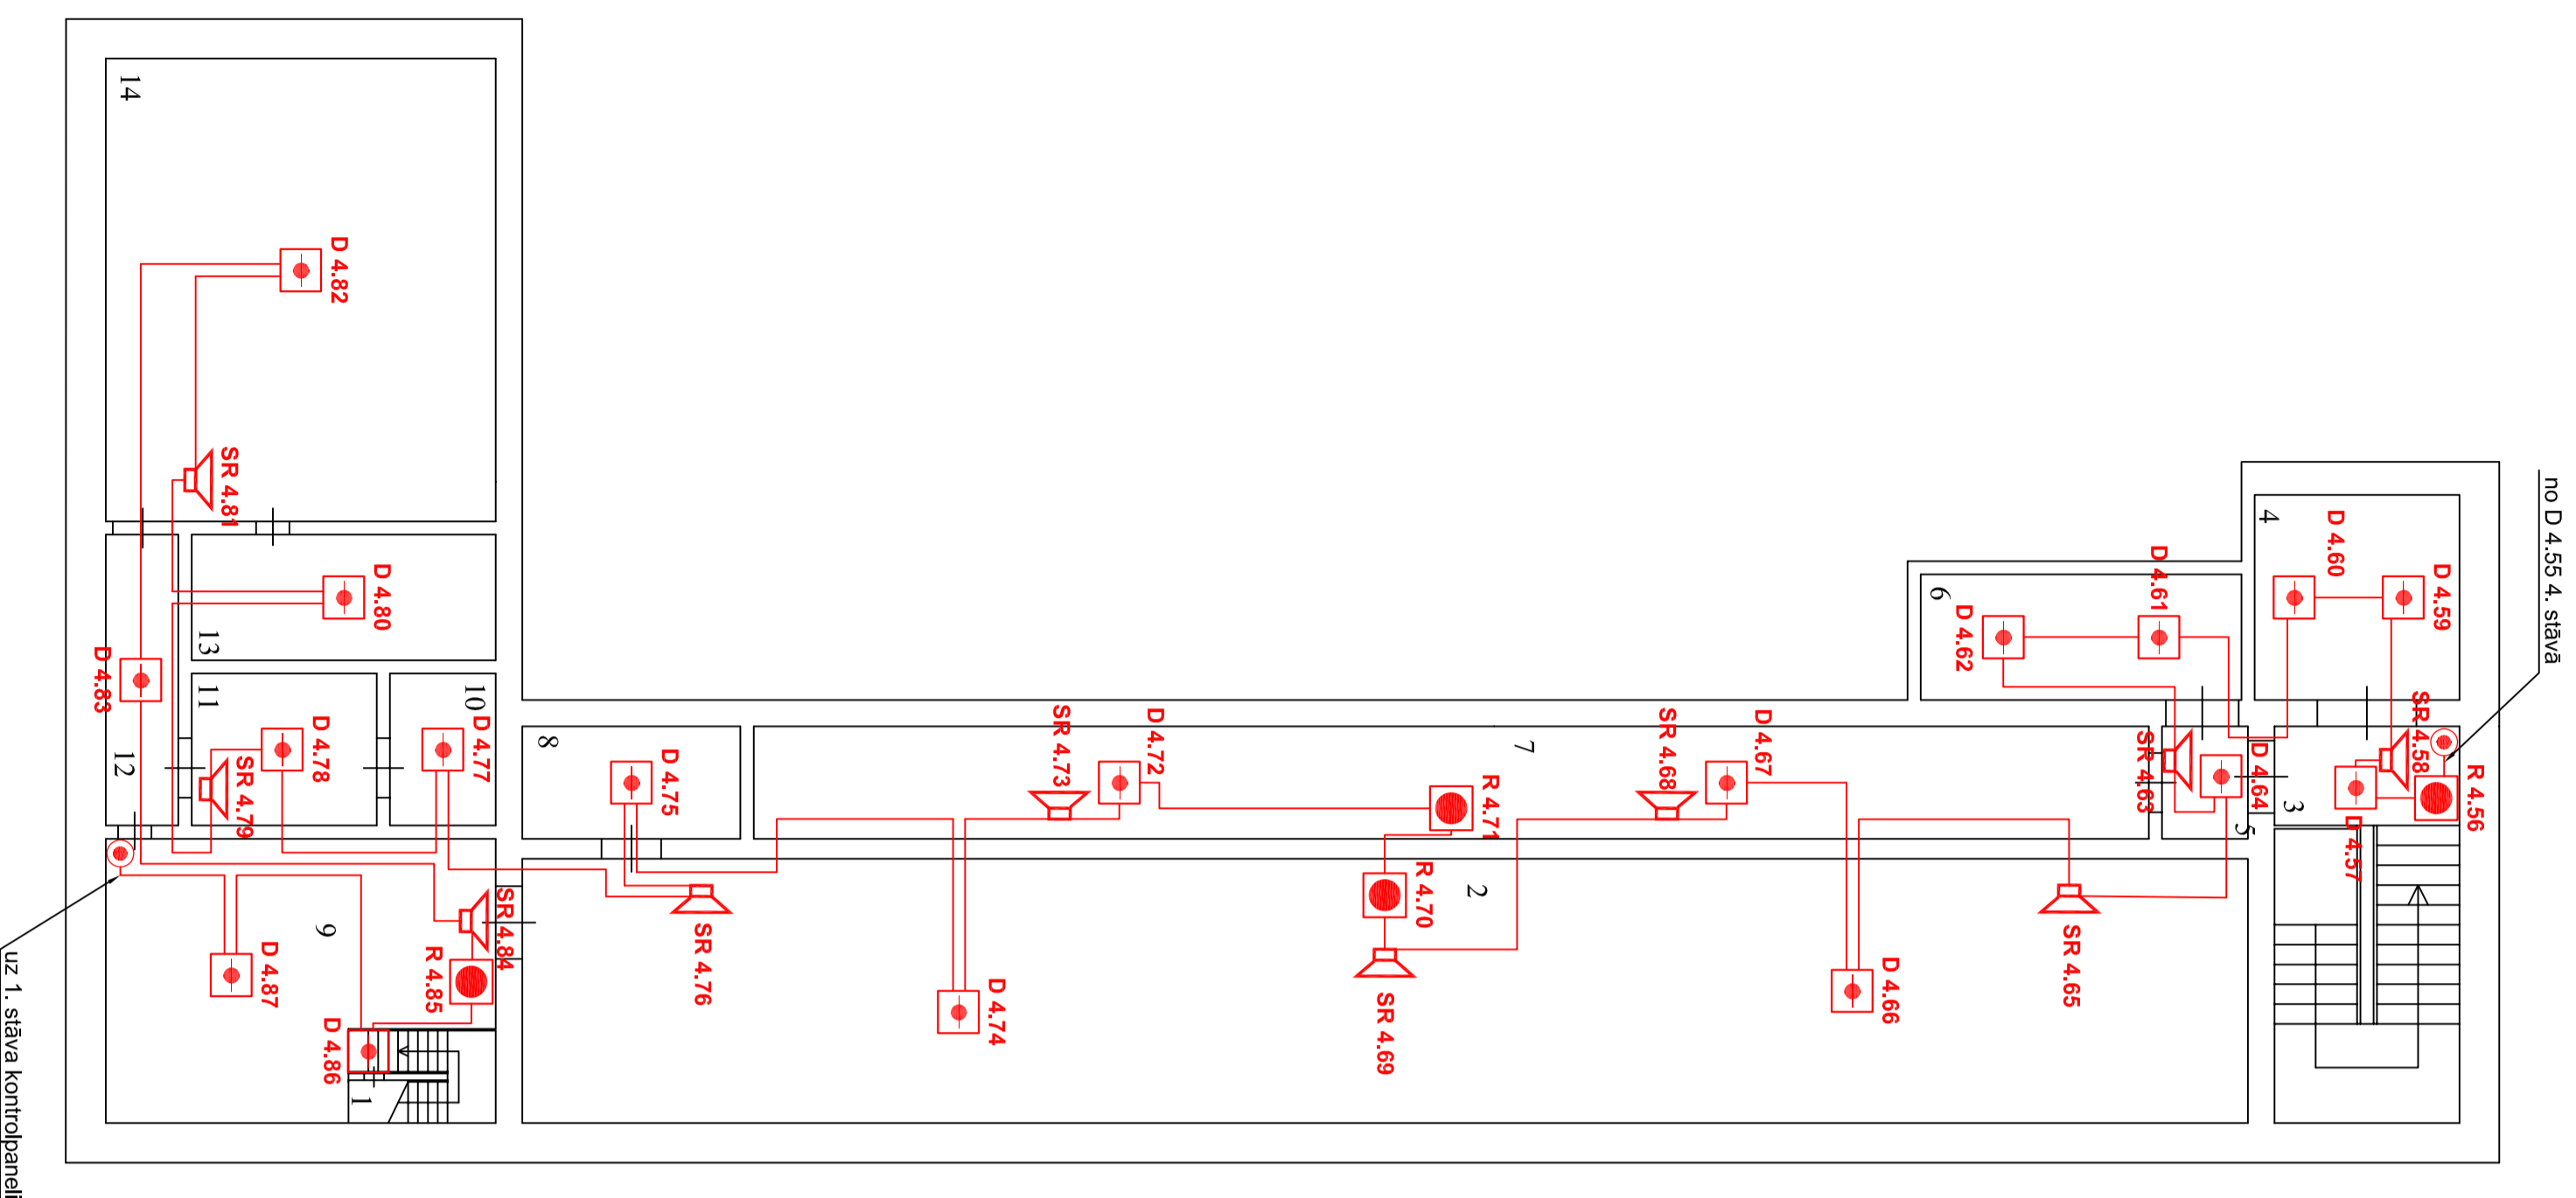 no D 4.55 4. stāvā
4
D 4.60
D 4.59
D 4.61
6
D 4.62
SR 4.58
R 4.56
D 4.57
3
5
D 4.64
SR 4.63
SR 4.65
D 4.66
D 4.67
SR 4.68
7
2
SR 4.69
R 4.70
R 4.71
D 4.72
SR 4.73
D 4.74
8
D 4.75
SR 4.76
10
D 4.77
11
D 4.78
SR 4.79
13
D 4.80
14
SR 4.81
D 4.82
12
D 4.83
9
SR 4.84
R 4.85
D 4.86
1
D 4.87
uz 1. stāva kontrolpaneli